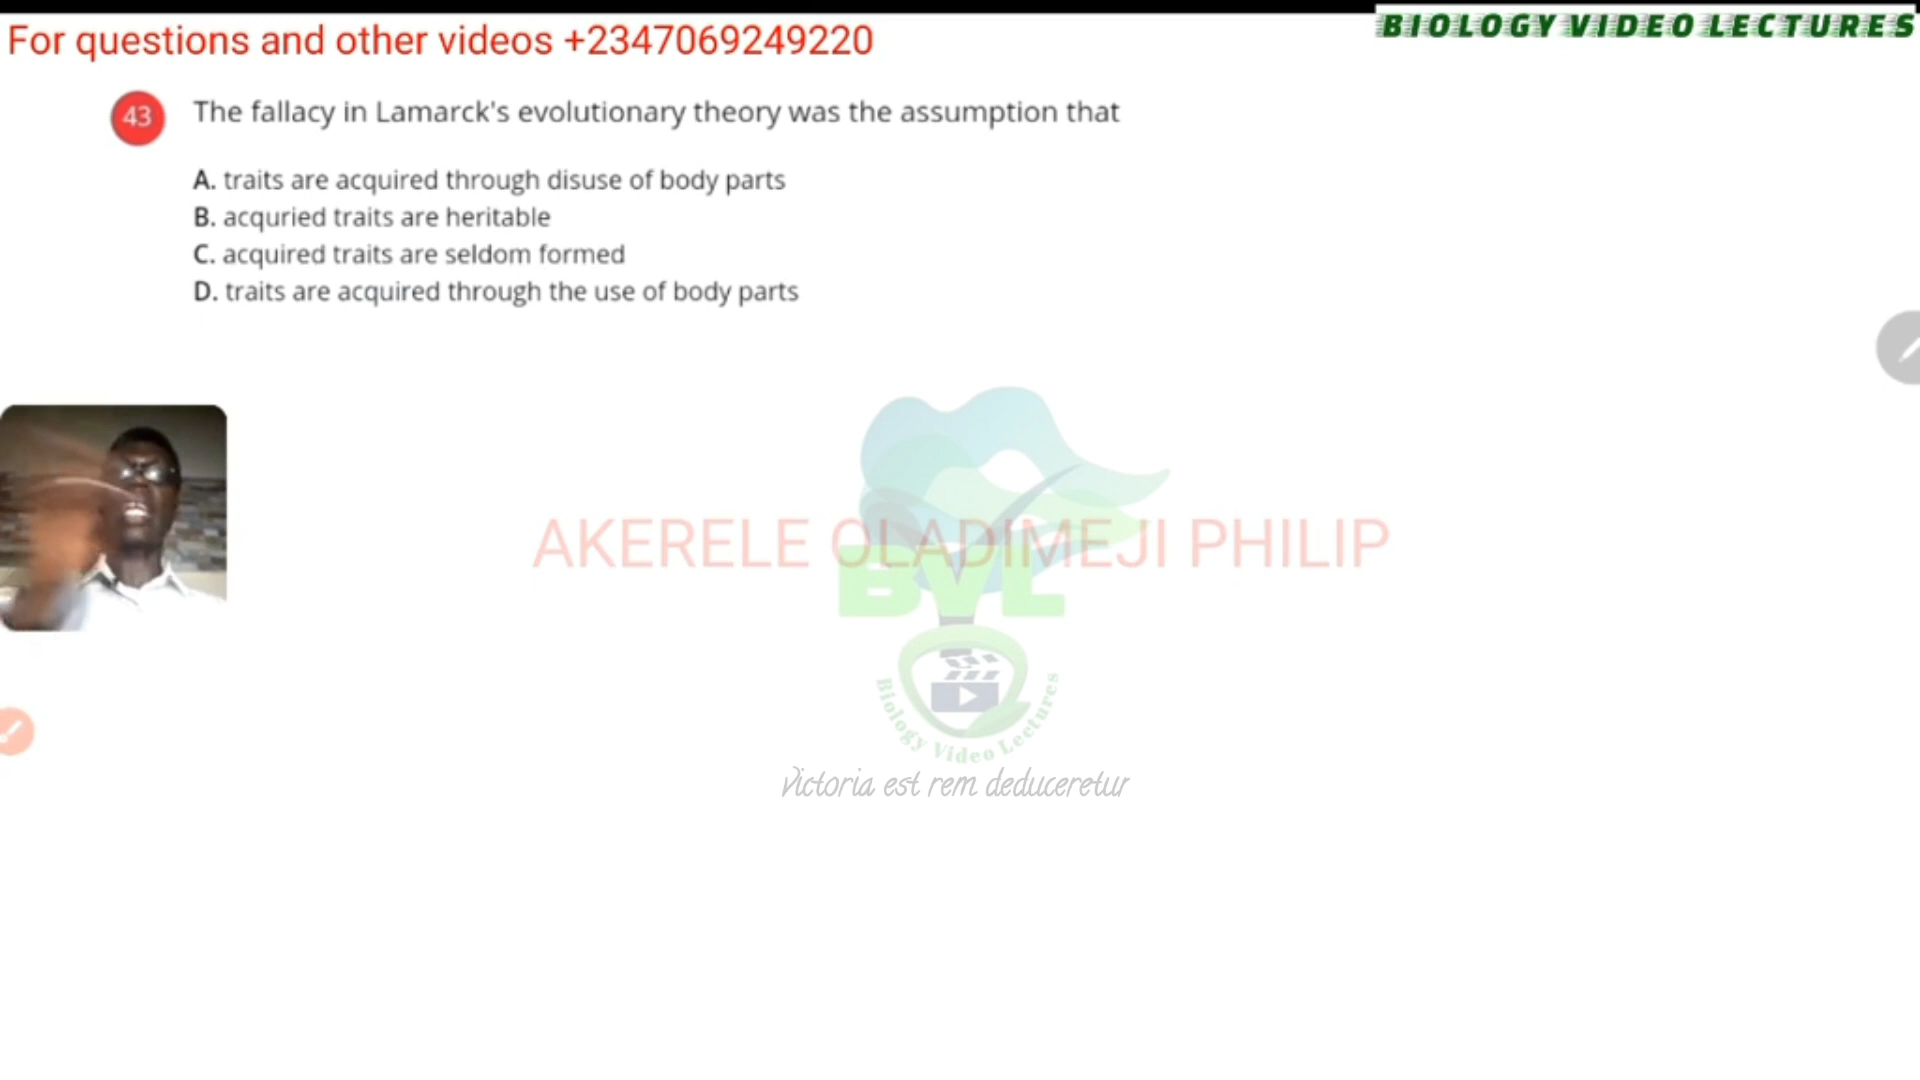 BIOLOGY VIDEO LECTURES
For questions and other videos +2347069249220
43 The fallacy in Lamarck's evolutionary theory was the assumption that
A. traits are acquired through disuse of body parts
B. acquried traits are heritable
C. acquired traits are seldom formed
D. traits are acquired through the use of body parts
AKERELE OLADIMEJI PHILIP
BVL
Biology Video Lectures
Victoria est rem deduceretur